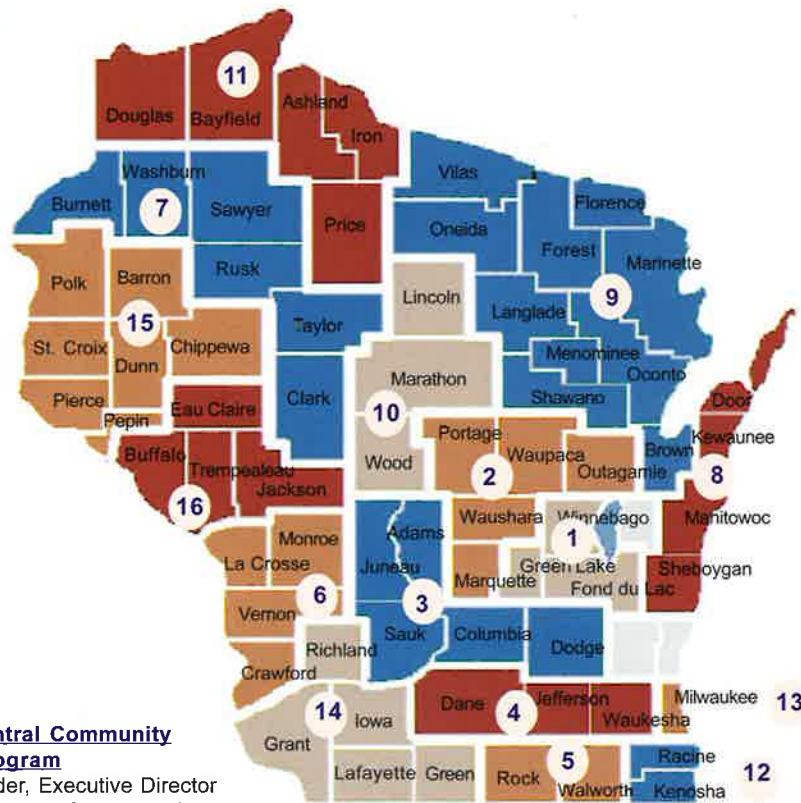 11
Douglas
Bayfield
Ashland
Iron
Washburn
Burnett
7
Sawyer
Vilas
Florence
Price
Oneida
Forest
Marinette
Rusk
Polk
Barron
Lincoln
Langlade
9
15
Taylor
St. Croix
Dunn
Chippewa
Menominee
Oconto
Marathon
Clark
Shawano
Pierce
Pepin
Eau Claire
10
Door
Portage
Kewaunee
Buffalo
Trempealeau
Jackson
Wood
2
Waupaca
Outagamie
Brown
8
16
Adams
Waushara
Winnebago
Manitowoc
Monroe
La Crosse
Juneau
1
Green Lake
Sheboygan
Marquette
Fond du Lac
6
3
Vernon
Sauk
Columbia
Dodge
Richland
Crawford
Dane
Jefferson
Milwaukee
13
14
Iowa
4
Waukesha
Grant
Lafayette
Green
Rock
5
Walworth
Racine
12
Kenosha
ntral Community
ogram
der, Executive Director